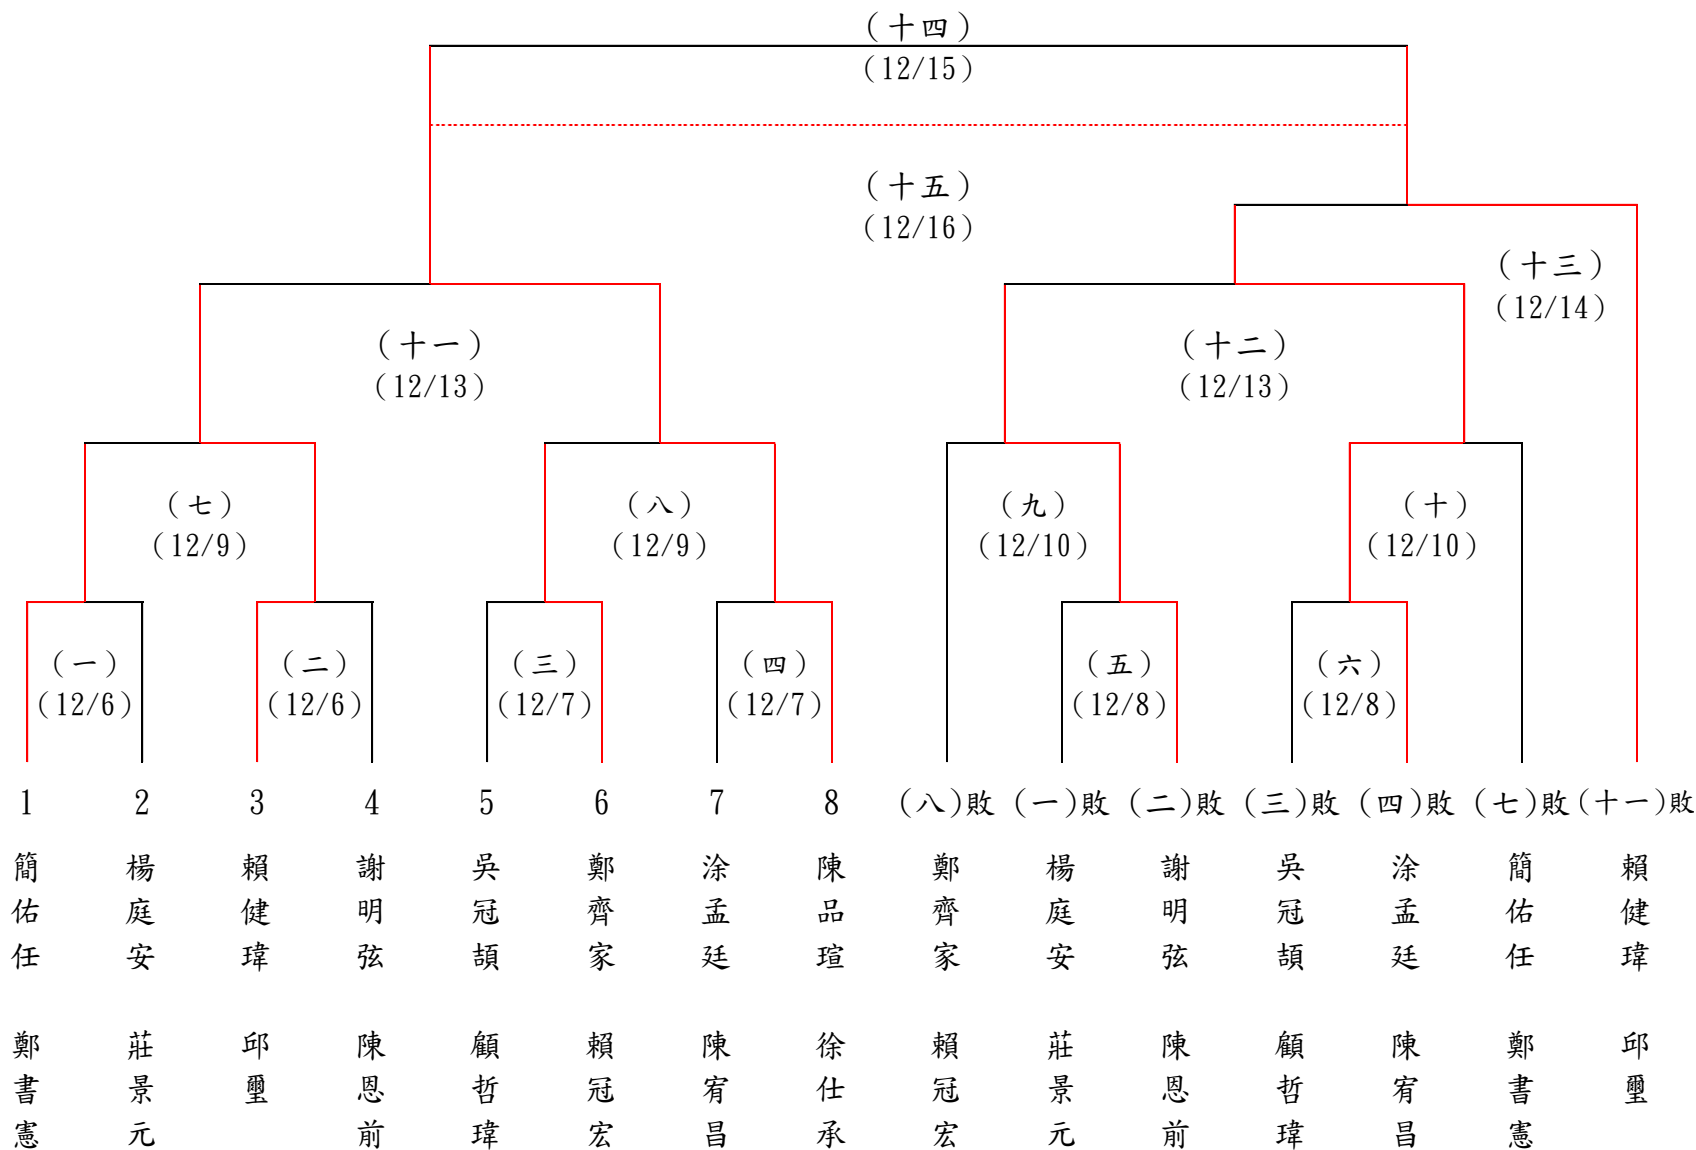 (十四)
(12/15)
(十五)
(12/16)
(十三)
(12/14)
(十一)
(12/13)
(十二)
(12/13)
(七)
(12/9)
(八)
(12/9)
(九)
(12/10)
(十)
(12/10)
(一)
(12/6)
(二)
(12/6)
(三)
(12/7)
(四)
(12/7)
(五)
(12/8)
(六)
(12/8)
1 2 3 4 5 6 7 8 (八)敗 (一)敗 (二)敗 (三)敗 (四)敗 (七)敗 (十一)敗
簡佑任
鄭書憲
楊庭安
莊景元
賴健瑋
邱璽
謝明弦
陳恩前
吳冠頡
顧哲瑋
鄭齊家
賴冠宏
涂孟廷
陳宥昌
陳品瑄
徐仕承
鄭齊家
賴冠宏
楊庭安
莊景元
謝明弦
陳恩前
吳冠頡
顧哲瑋
涂孟廷
陳宥昌
簡佑任
鄭書憲
賴健瑋
邱璽